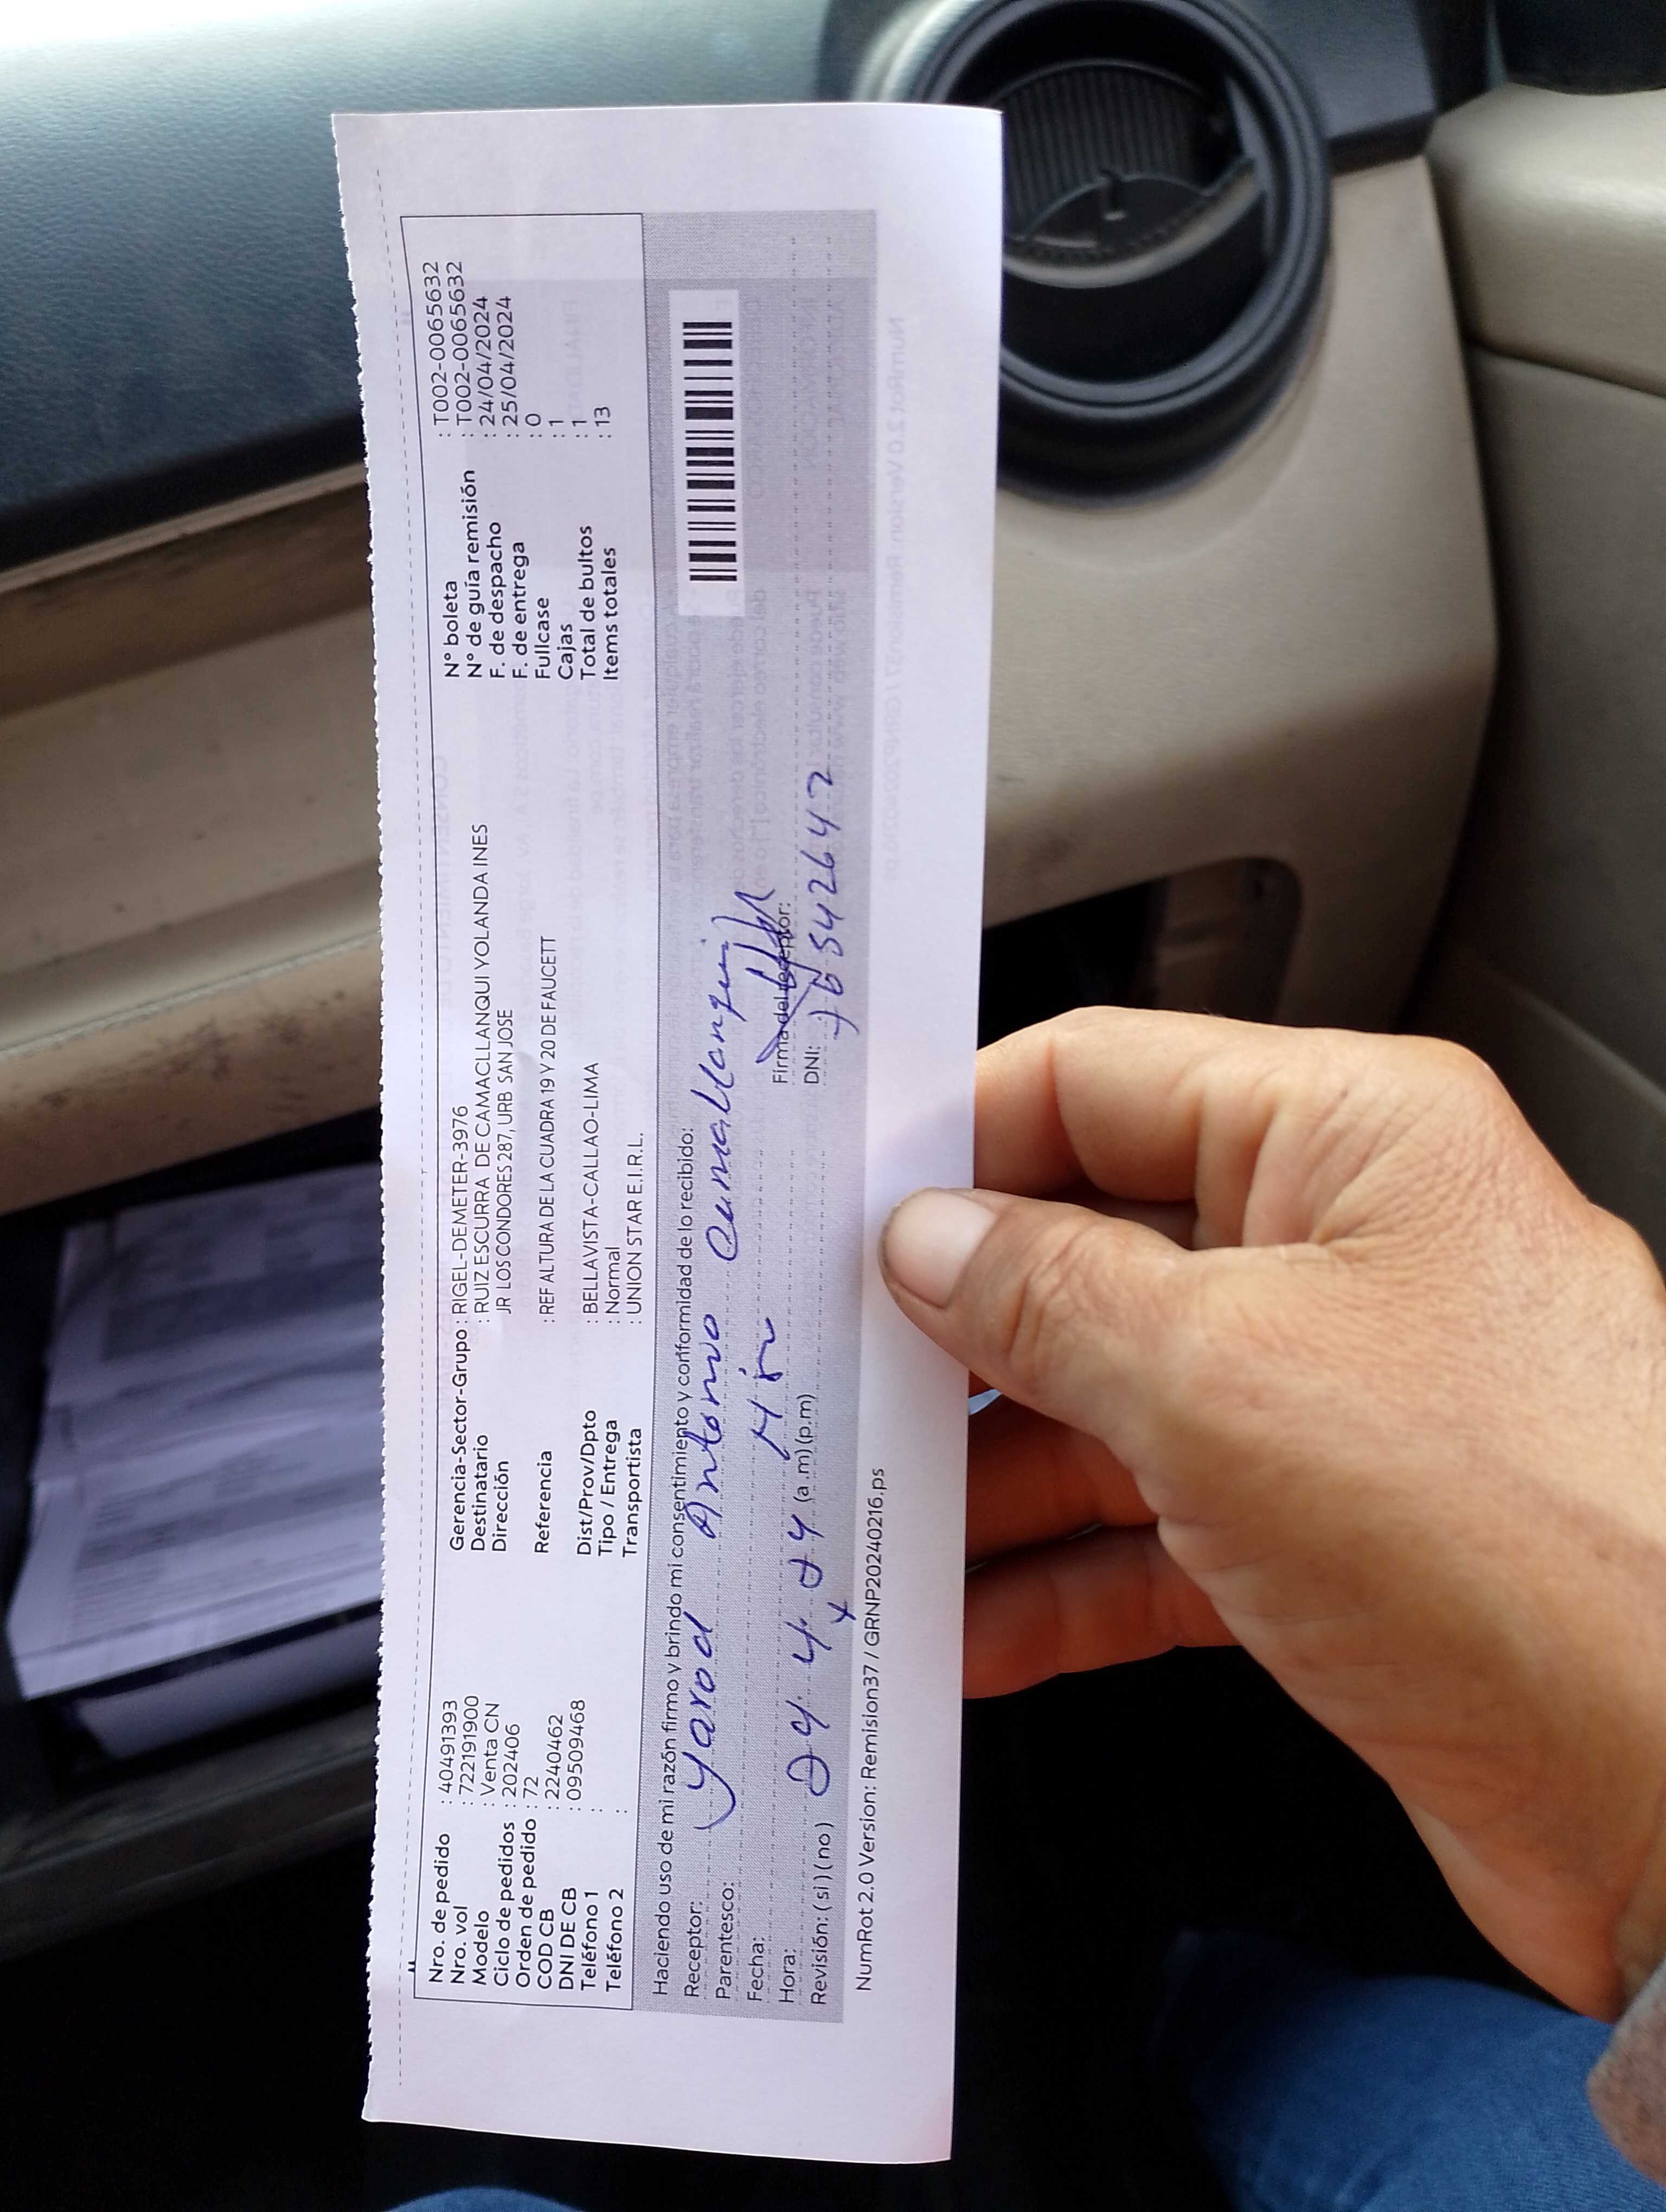 Nro. de pedido : 40491393
Nro. vol : 722191900
Modelo : Venta CN
Ciclo de pedidos : 202406
Orden de pedido : 72
COD CB : 2240462
DNI DE CB : 09509468
Teléfono 1 :
Teléfono 2 :
Gerencia-Sector-Grupo : RIGEL-DEMETER-3976
Destinatario : RUIZ ESCURRA DE CAMACLLANQUI YOLANDA INES
Dirección JR LOS CONDORES 287, URB SAN JOSE
Referencia : REF ALTURA DE LA CUADRA 19 Y 20 DE FAUCETT
Dist/Prov/Dpto : BELLAVISTA-CALLAO-LIMA
Tipo / Entrega : Normal
Transportista : UNION STAR E.I.R.L.
N° boleta : T002-0065632
N° de guía remisión : T002-0065632
F. de despacho : 24/04/2024
F. de entrega : 25/04/2024
Fullcase : 0
Cajas : 1
Total de bultos : 1
Items totales : 13
Haciendo uso de mi razón firmo y brindo mi consentimiento y conformidad de lo recibido:
Receptor: Yarod Antonio
Parentesco:
Fecha:
Hora: (a.m) (p.m)
Revisión: (si) (no)
Firma del receptor:
DNI:
NumRot 2.0 Version: Remision37 / GRNP20240216.ps